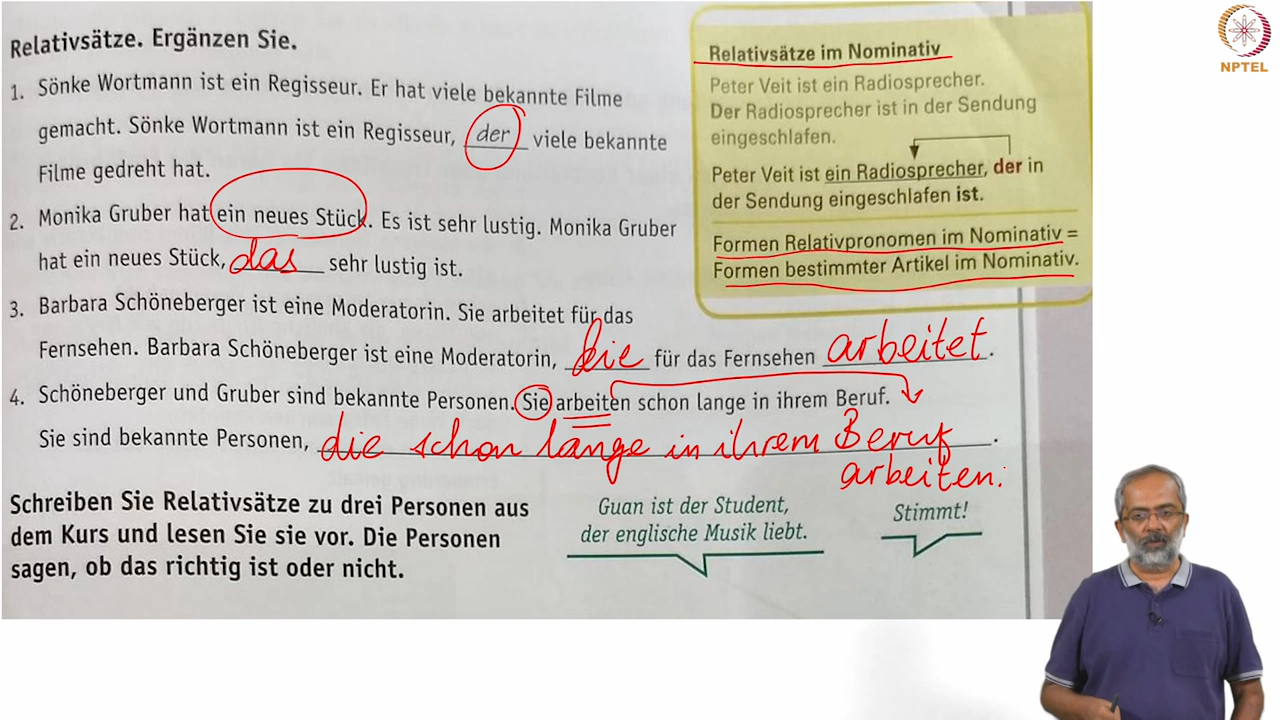 Relativsätze. Ergänzen Sie.
1. Sönke Wortmann ist ein Regisseur. Er hat viele bekannte Filme
gemacht. Sönke Wortmann ist ein Regisseur, der viele bekannte
Filme gedreht hat.
2. Monika Gruber hat ein neues Stück. Es ist sehr lustig. Monika Gruber
hat ein neues Stück, das sehr lustig ist.
3. Barbara Schöneberger ist eine Moderatorin. Sie arbeitet für das
Fernsehen. Barbara Schöneberger ist eine Moderatorin, die für das Fernsehen arbeitet.
4. Schöneberger und Gruber sind bekannte Personen. Sie arbeiten schon lange in ihrem Beruf.
Sie sind bekannte Personen, die schon lange in ihrem Beruf .
arbeiten.
Schreiben Sie Relativsätze zu drei Personen aus
dem Kurs und lesen Sie sie vor. Die Personen
sagen, ob das richtig ist oder nicht.
Guan ist der Student,
der englische Musik liebt.
Stimmt!
Relativsätze im Nominativ
Peter Veit ist ein Radiosprecher.
Der Radiosprecher ist in der Sendung
eingeschlafen.
Peter Veit ist ein Radiosprecher, der in
der Sendung eingeschlafen ist.
Formen Relativpronomen im Nominativ =
Formen bestimmter Artikel im Nominativ.
NPTEL